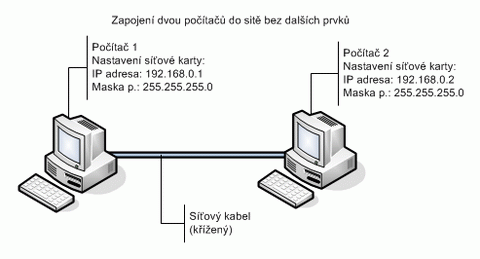 Zapojení dvou počítačů do sitě bez dalších prvků
Počítač 1
Nastavení síťové karty:
IP adresa: 192.168.0.1
Maska p.: 255.255.255.0
Počítač 2
Nastavení síťové karty:
IP adresa: 192.168.0.2
Maska p.: 255.255.255.0
Síťový kabel
(křížený)